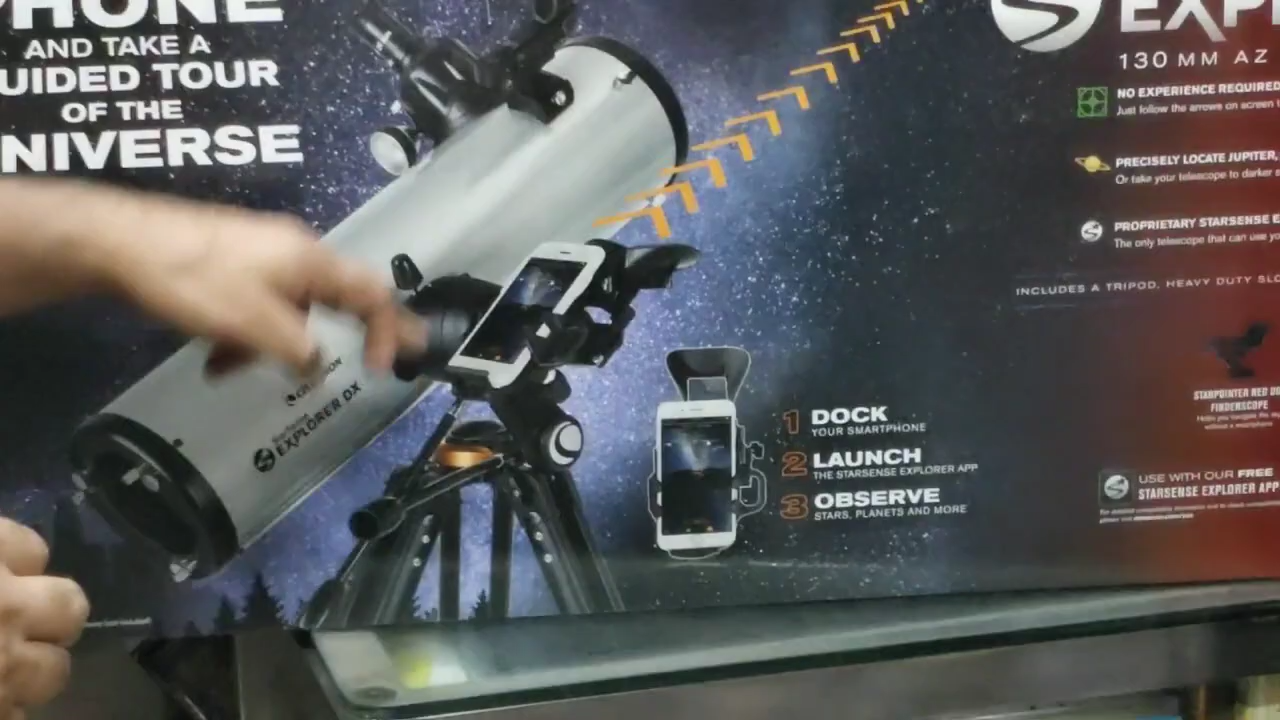 HONE
AND TAKE A
UIDED TOUR
OF THE
NIVERSE
EXP
130 MM AZ
NO EXPERIENCE REQUIRED
Just follow the arrows on screen
PRECISELY LOCATE JUPITER,
Or take your telescope to darker
PROPRIETARY STARSENSE E
The only telescope that can use yo
INCLUDES A TRIPOD, HEAVY DUTY SLO
STARPOINTER RED
FINDERSCOPE
EXPLORER DX
1 DOCK
YOUR SMARTPHONE
2 LAUNCH
THE STARSENSE EXPLORER APP
3 OBSERVE
STARS, PLANETS AND MORE
USE WITH OUR FREE
STARSENSE EXPLORER APP